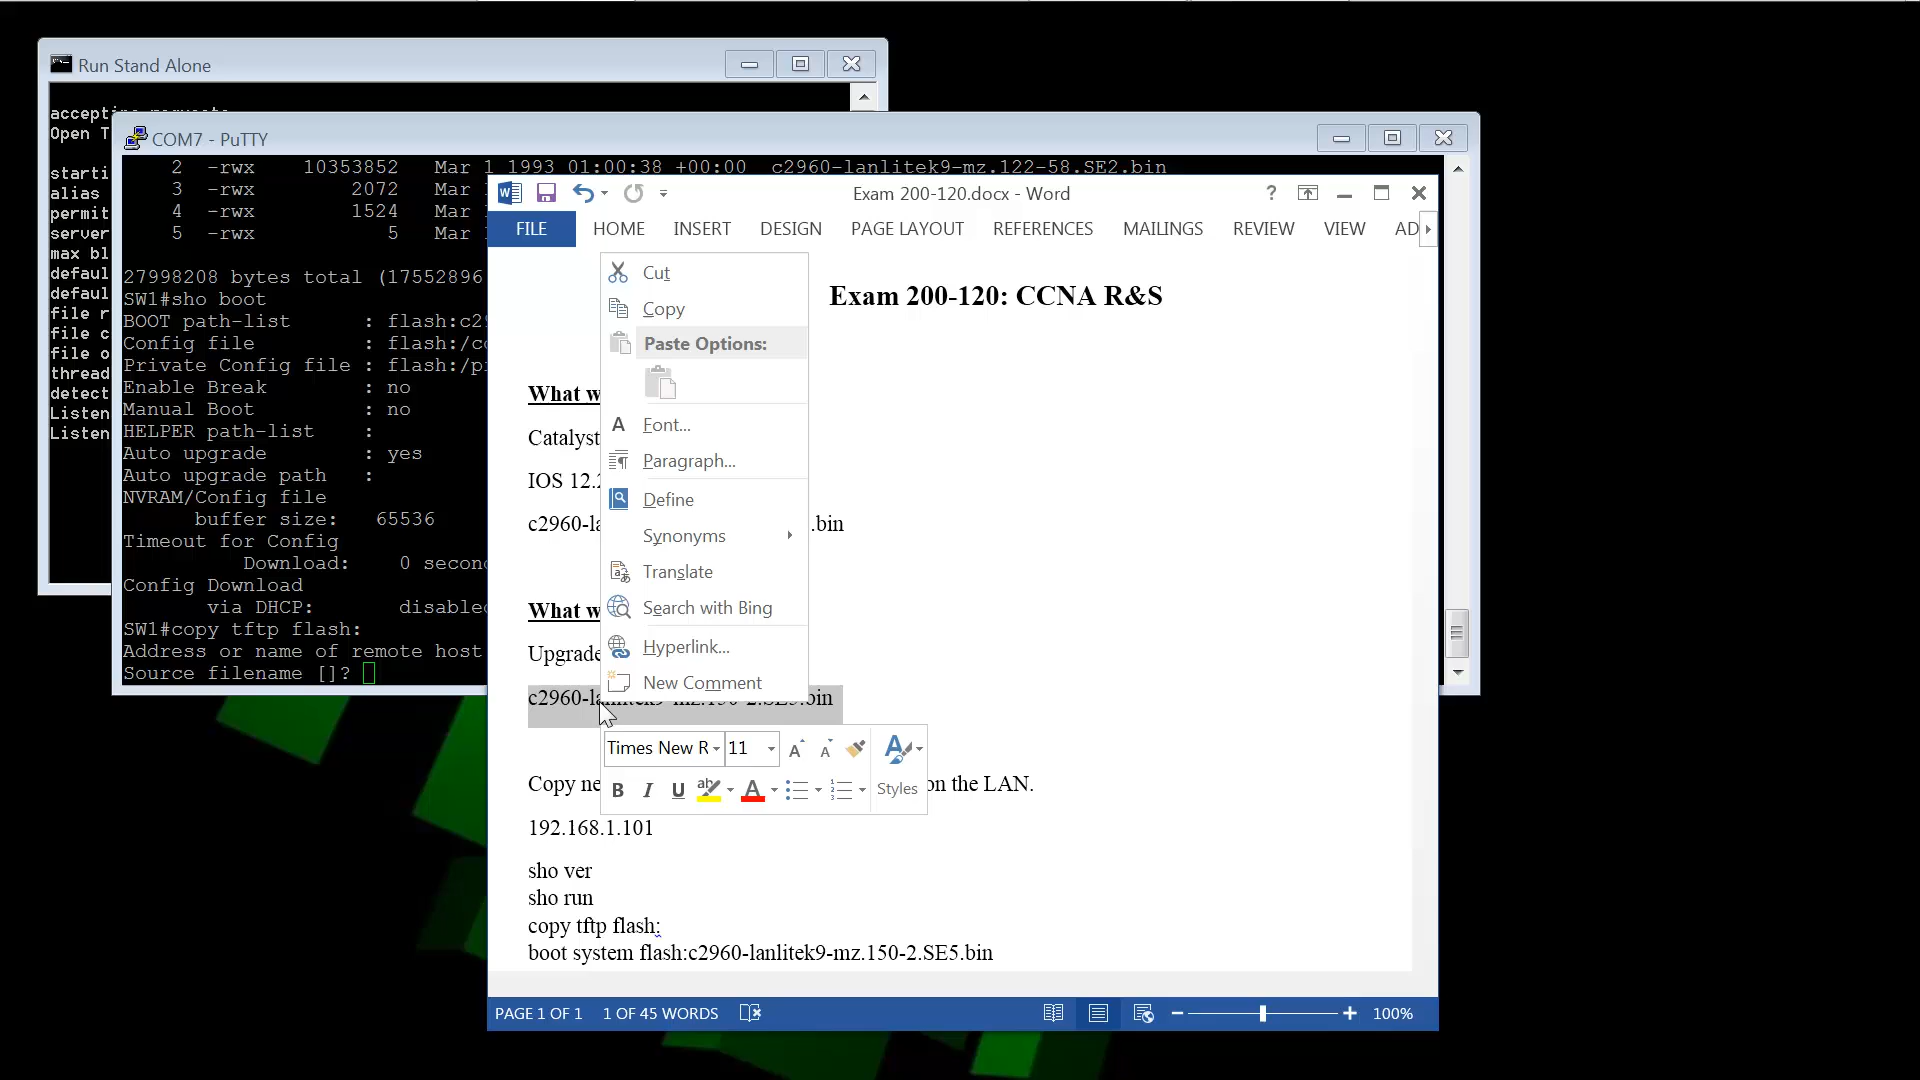 Run Stand Alone
Open T
starti
alias
permit
server
max bl
defaul
defaul
file r
file c
file o
thread
detect
Listen
Listen
COM7 - PuTTY
2 -rwx 10353852 Mar 1 1993 01:00:38 +00:00 c2960-lanlitek9-mz.122-58.SE2.bin
3 -rwx 2072 Mar
4 -rwx 1524 Mar
5 -rwx 5 Mar
27998208 bytes total (17552896
SW1#sho boot
BOOT path-list : flash:c2
Config file : flash:/c
Private Config file : flash:/p
Enable Break : no
Manual Boot : no
HELPER path-list :
Auto upgrade : yes
Auto upgrade path :
NVRAM/Config file
buffer size: 65536
Timeout for Config
Download: 0 second
Config Download
via DHCP: disabled
SW1#copy tftp flash:
Address or name of remote host
Source filename []?
Exam 200-120.docx - Word
FILE HOME INSERT DESIGN PAGE LAYOUT REFERENCES MAILINGS REVIEW VIEW AD
Exam 200-120: CCNA R&S
What w
Catalyst
IOS 12.2
c2960-la .bin
What w
Upgrade
c2960-lanlitek9-mz.150-2.SE5.bin
Copy ne on the LAN.
192.168.1.101
sho ver
sho run
copy tftp flash:
boot system flash:c2960-lanlitek9-mz.150-2.SE5.bin
Cut
Copy
Paste Options:
Font...
Paragraph...
Define
Synonyms
Translate
Search with Bing
Hyperlink...
New Comment
Times New R 11
B I U Styles
PAGE 1 OF 1 1 OF 45 WORDS 100%